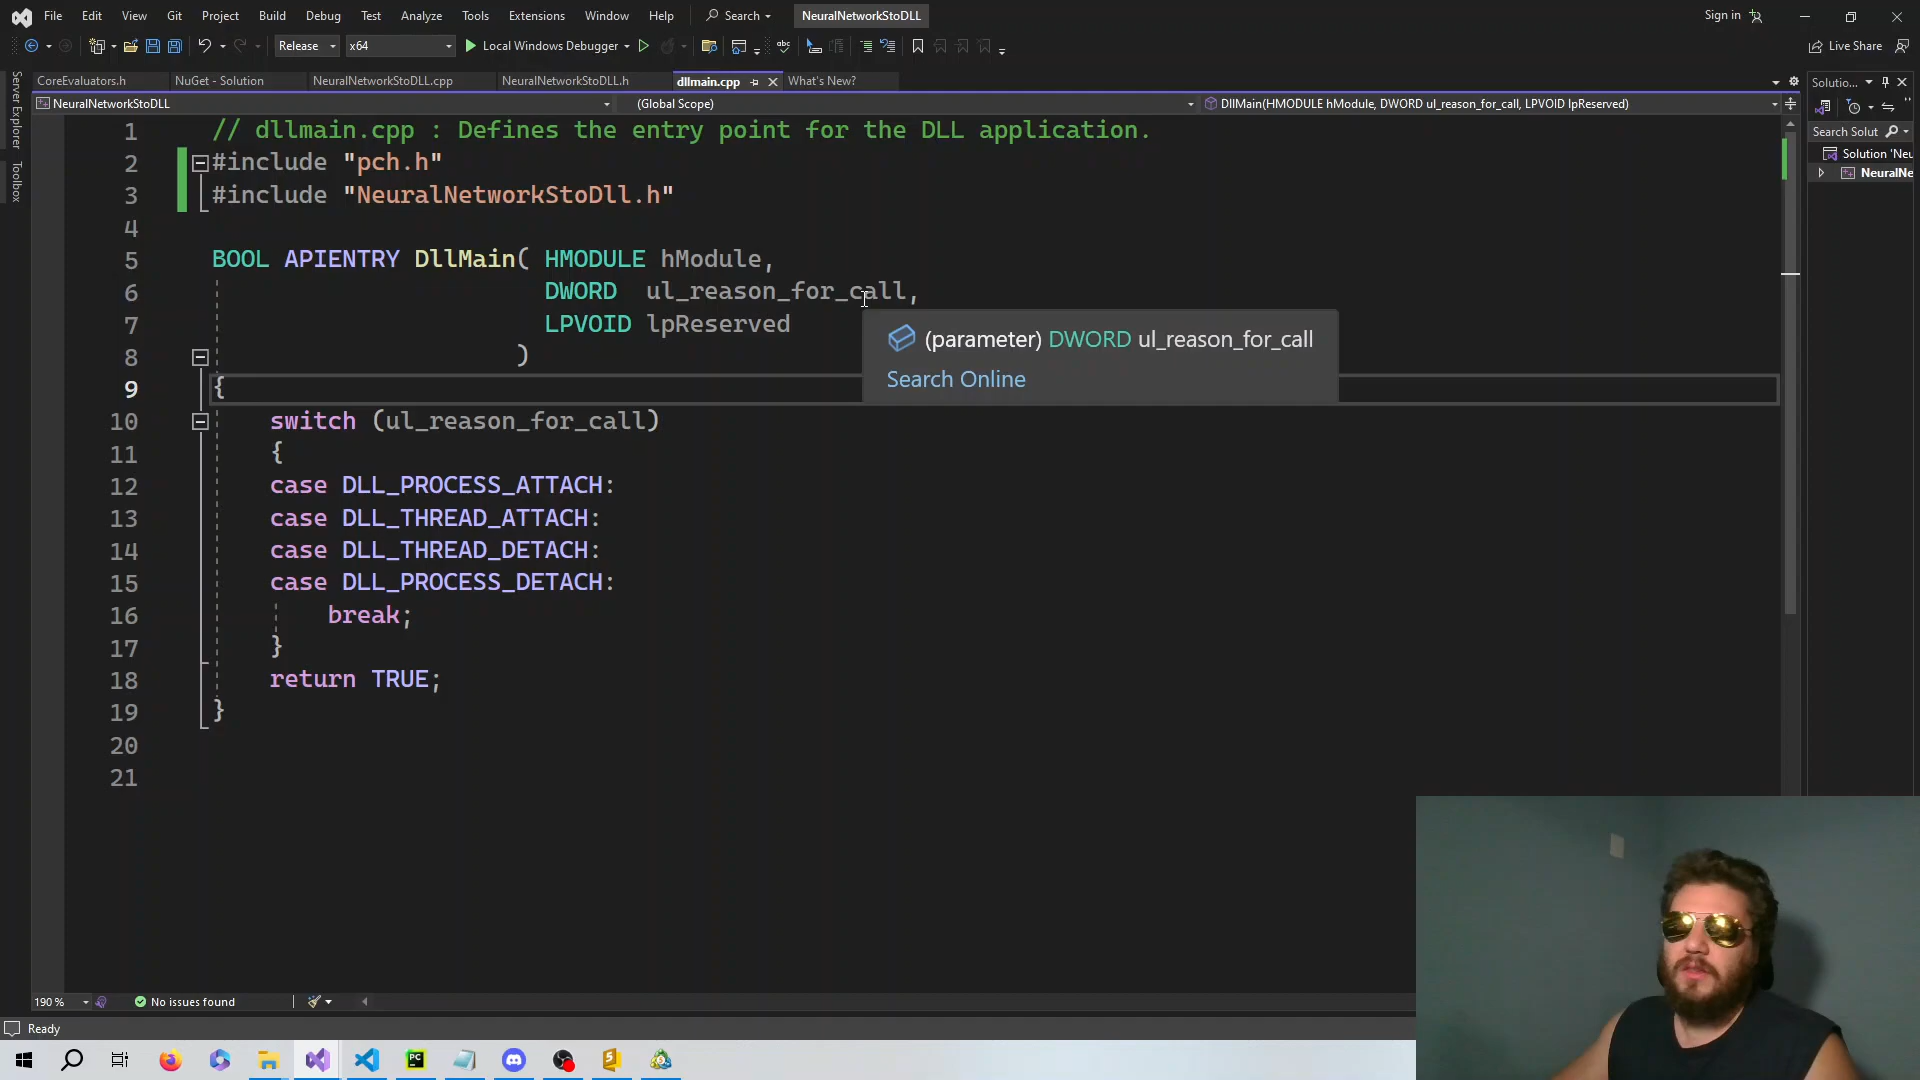 File Edit View Git Project Build Debug Test Analyze Tools Extensions Window Help Search NeuralNetworkStoDLL Sign in
Release x64 Local Windows Debugger Live Share
CoreEvaluators.h NuGet - Solution NeuralNetworkStoDLL.cpp NeuralNetworkStoDLL.h dllmain.cpp What's New? Solutio...
NeuralNetworkStoDLL (Global Scope) DllMain(HMODULE hModule, DWORD ul_reason_for_call, LPVOID lpReserved)
Server Explorer
Toolbox
Search Solut
Solution 'Neu
NeuralNe
1 // dllmain.cpp : Defines the entry point for the DLL application.
2 #include "pch.h"
3 #include "NeuralNetworkStoDll.h"
4
5 BOOL APIENTRY DllMain( HMODULE hModule,
6 DWORD ul_reason_for_call,
7 LPVOID lpReserved
8 )
9 {
10 switch (ul_reason_for_call)
11 {
12 case DLL_PROCESS_ATTACH:
13 case DLL_THREAD_ATTACH:
14 case DLL_THREAD_DETACH:
15 case DLL_PROCESS_DETACH:
16 break;
17 }
18 return TRUE;
19 }
20
21
(parameter) DWORD ul_reason_for_call
Search Online
190 % No issues found
Ready